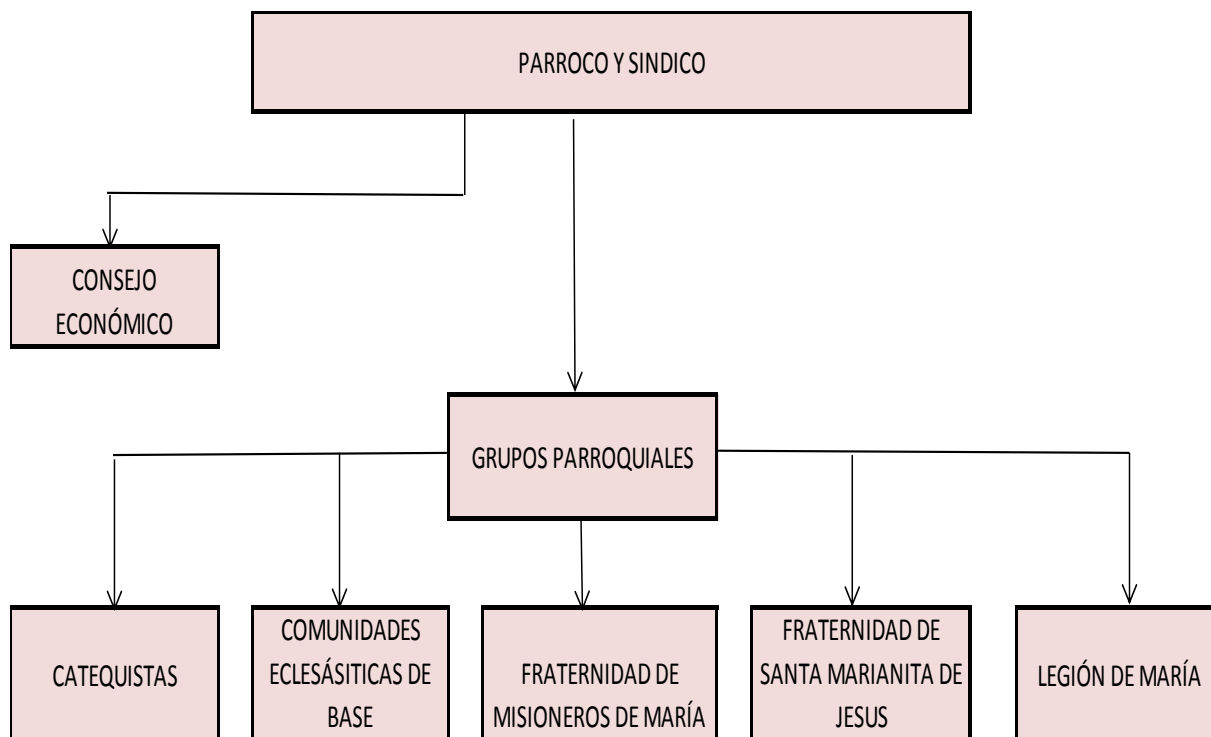 PARROCO Y SINDICO
CONSEJO
ECONÓMICO
GRUPOS PARROQUIALES
CATEQUISTAS
COMUNIDADES
ECLESÁSITICAS DE
BASE
FRATERNIDAD DE
MISIONEROS DE MARÍA
FRATERNIDAD DE
SANTA MARIANITA DE
JESUS
LEGIÓN DE MARÍA